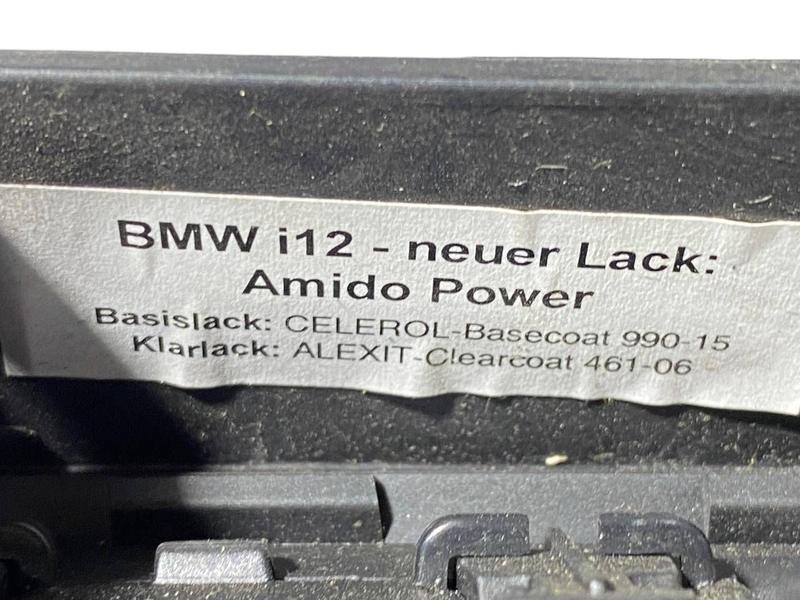 BMW i12 - neuer Lack:
Amido Power
Basislack: CELEROL-Basecoat 990-15
Klarlack: ALEXIT-Clearcoat 461-06